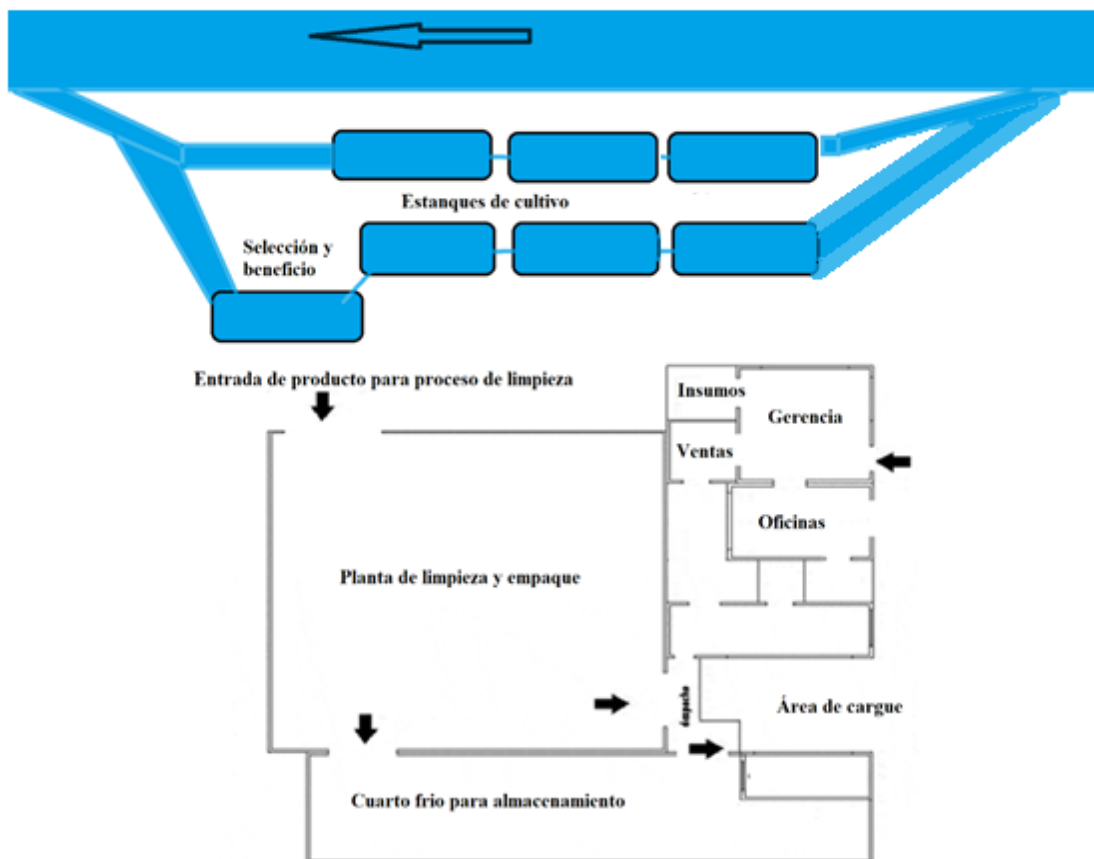 Estanques de cultivo
Selección y
beneficio
Entrada de producto para proceso de limpieza
Insumos
Gerencia
Ventas
Oficinas
Planta de limpieza y empaque
Área de cargue
Cuarto frio para almacenamiento